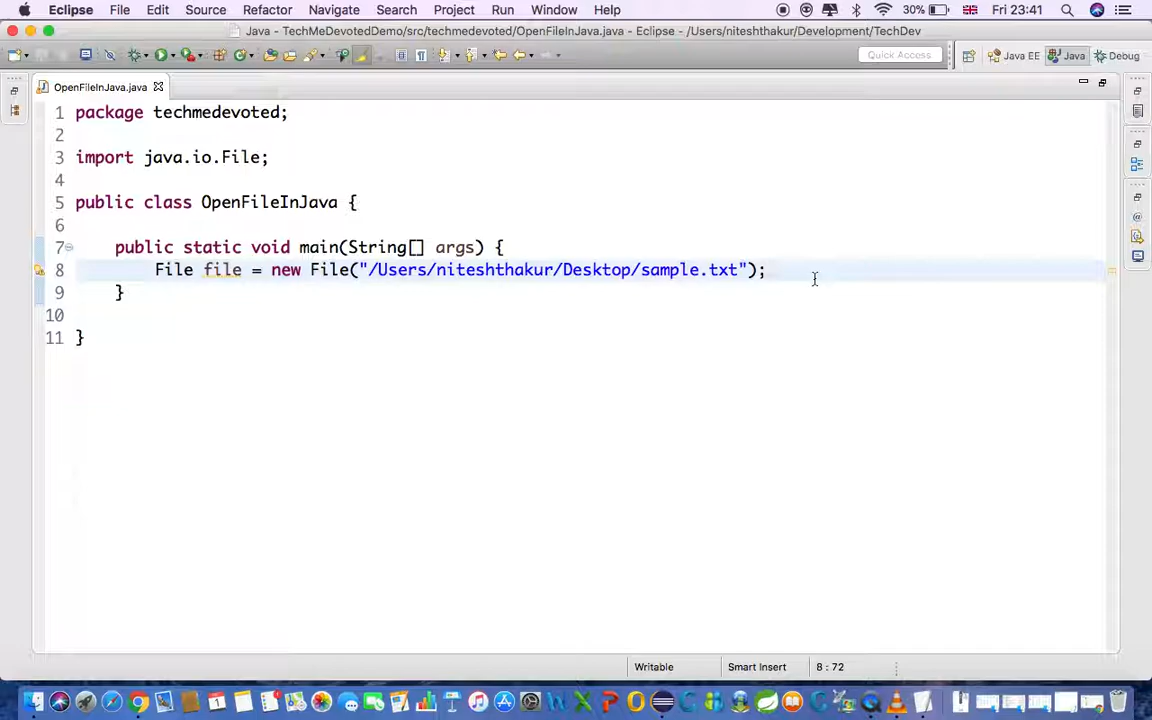 Eclipse File Edit Source Refactor Navigate Search Project Run Window Help 30% Fri 23:41
Java - TechMeDevotedDemo/src/techmedevoted/OpenFileInJava.java - Eclipse - /Users/niteshthakur/Development/TechDev
Quick Access Java EE Java Debug
OpenFileInJava.java
1 package techmedevoted;
2
3 import java.io.File;
4
5 public class OpenFileInJava {
6
7 public static void main(String[] args) {
8 File file = new File("/Users/niteshthakur/Desktop/sample.txt");
9 }
10
11 }
Writable Smart Insert 8 : 72